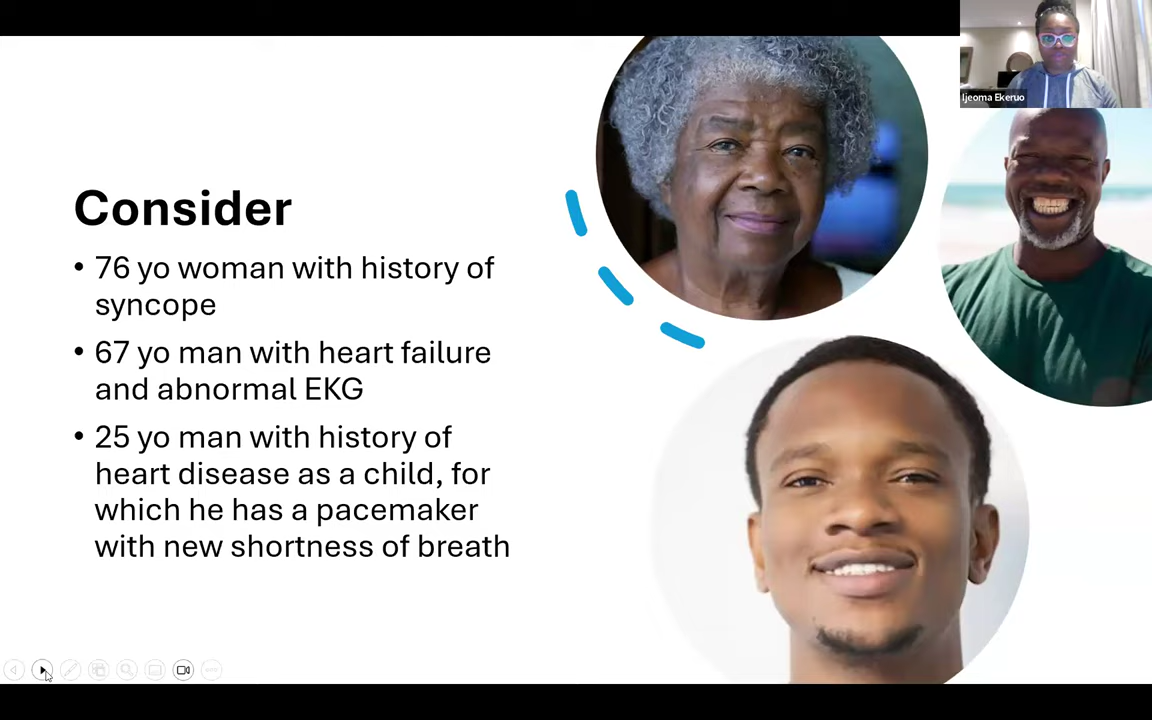 Ijeoma Ekeruo
Consider
• 76 yo woman with history of
syncope
• 67 yo man with heart failure
and abnormal EKG
• 25 yo man with history of
heart disease as a child, for
which he has a pacemaker
with new shortness of breath